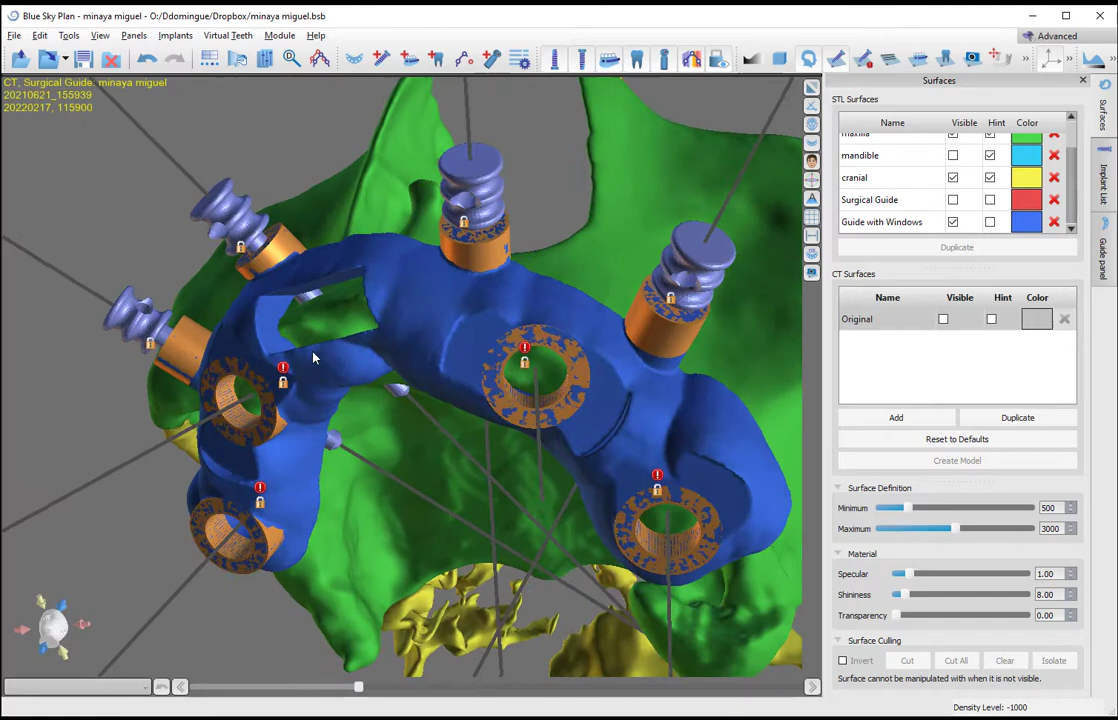 Blue Sky Plan - minaya miguel - O:/Ddomingue/Dropbox/minaya miguel.bsb
File Edit Tools View Panels Implants Virtual Teeth Module Help
Advanced
CT, Surgical Guide: minaya miguel
20210621_155939
20220217, 115900
Surfaces
STL Surfaces
Name Visible Hint Color
maxilla
mandible
cranial
Surgical Guide
Guide with Windows
Duplicate
CT Surfaces
Name Visible Hint Color
Original
Add Duplicate
Reset to Defaults
Create Model
Surface Definition
Minimum 500
Maximum 3000
Material
Specular 1.00
Shininess 8.00
Transparency 0.00
Surface Culling
Invert Cut Cut All Clear Isolate
Surface cannot be manipulated with when it is not visible.
Density Level: -1000
Surfaces
Implant List
Guide panel